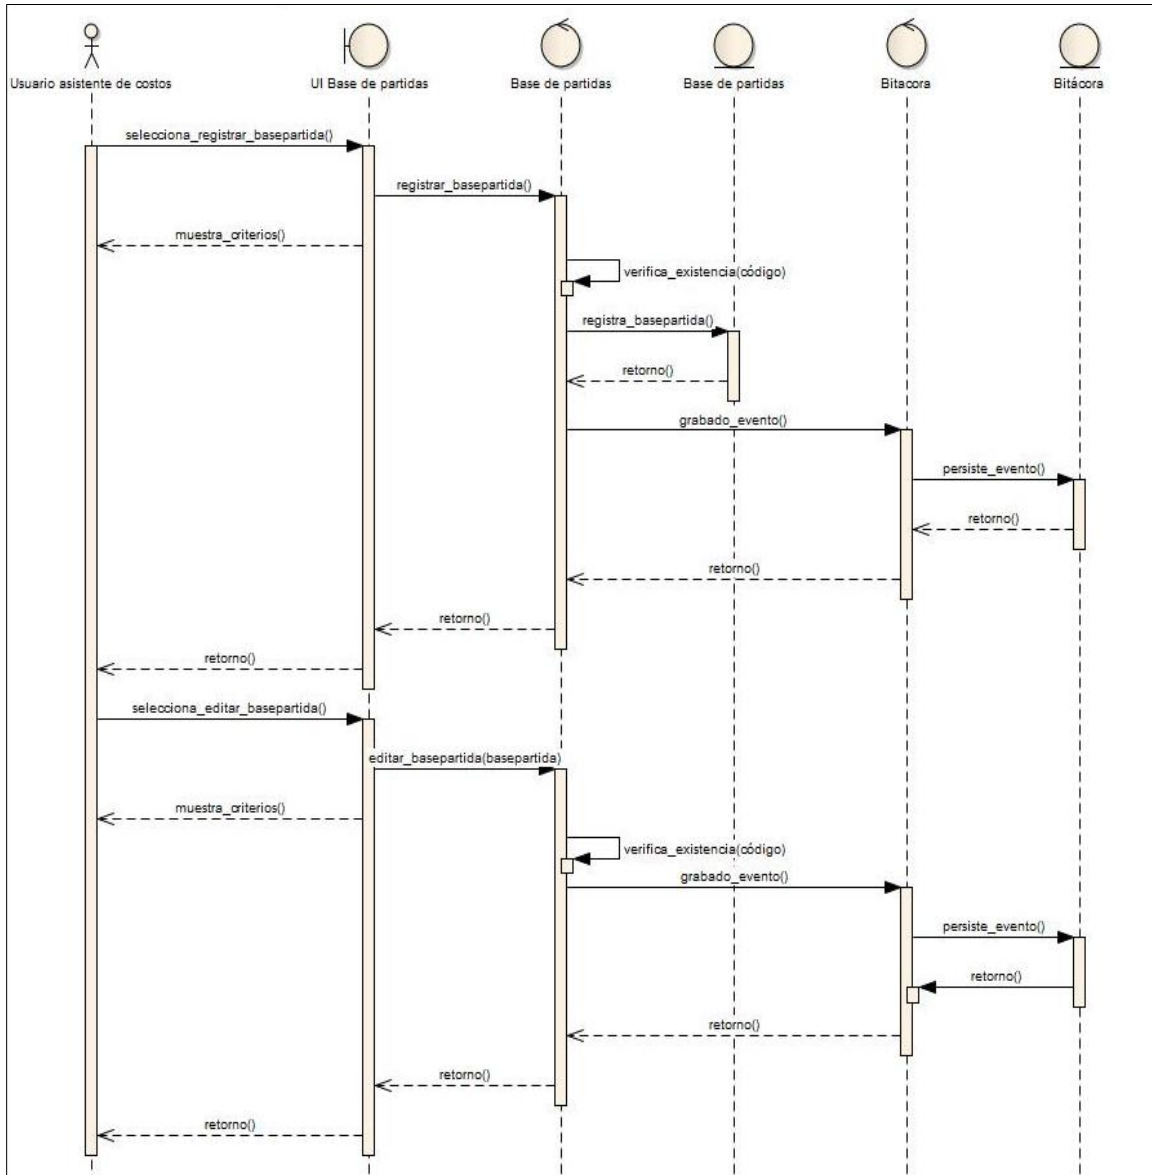 Usuario asistente de costos
UI Base de partidas
Base de partidas
Base de partidas
Bitacora
Bitácora
selecciona_registrar_basepartida()
registrar_basepartida()
muestra_criterios()
verifica_existencia(código)
registra_basepartida()
retorno()
grabado_evento()
persiste_evento()
retorno()
retorno()
retorno()
retorno()
selecciona_editar_basepartida()
editar_basepartida(basepartida)
muestra_criterios()
verifica_existencia(código)
grabado_evento()
persiste_evento()
retorno()
retorno()
retorno()
retorno()